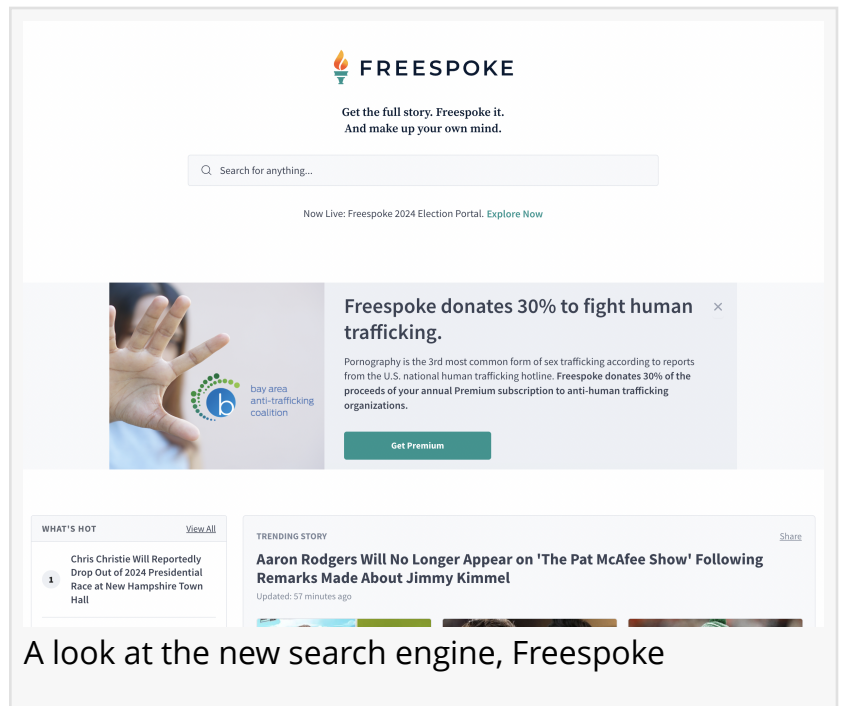 FREESPOKE
Get the full story. Freespoke it.
And make up your own mind.
Search for anything...
Now Live: Freespoke 2024 Election Portal. Explore Now
bay area
anti-trafficking
coalition
b
Freespoke donates 30% to fight human
trafficking.
Pornography is the 3rd most common form of sex trafficking according to reports
from the U.S. national human trafficking hotline. Freespoke donates 30% of the
proceeds of your annual Premium subscription to anti-human trafficking
organizations.
Get Premium
WHAT'S HOT
View All
1
Chris Christie Will Reportedly
Drop Out of 2024 Presidential
Race at New Hampshire Town
Hall
TRENDING STORY
Share
Aaron Rodgers Will No Longer Appear on 'The Pat McAfee Show' Following
Remarks Made About Jimmy Kimmel
Updated: 57 minutes ago
A look at the new search engine, Freespoke